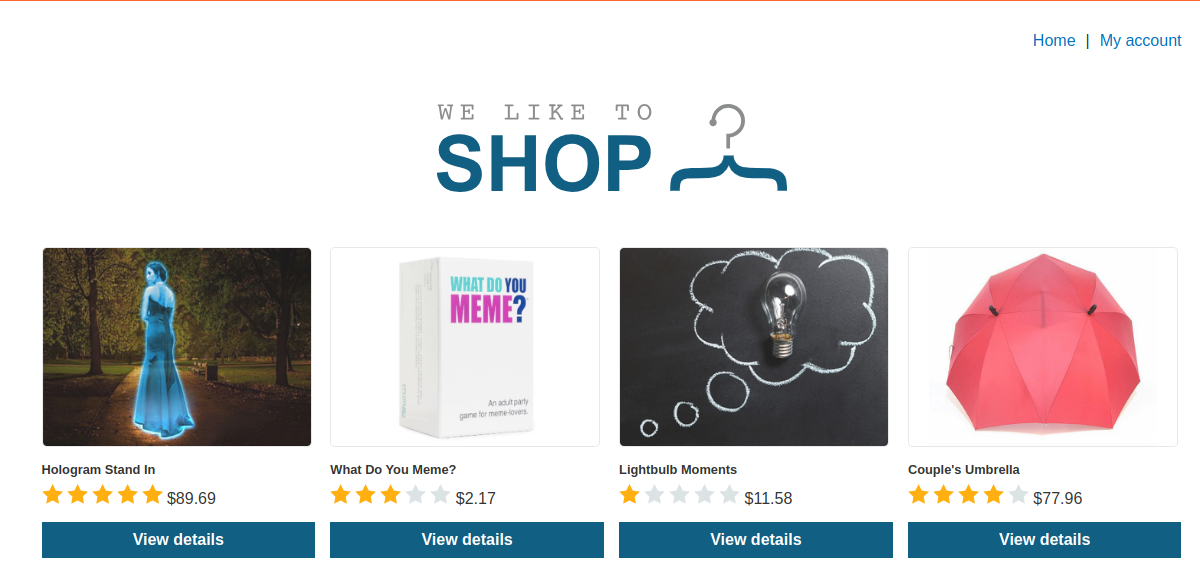 Home | My account
WE LIKE TO
SHOP
WHAT DO YOU
MEME?
An adult party
game for meme-lovers.
Hologram Stand In
$89.69
View details
What Do You Meme?
$2.17
View details
Lightbulb Moments
$11.58
View details
Couple's Umbrella
$77.96
View details